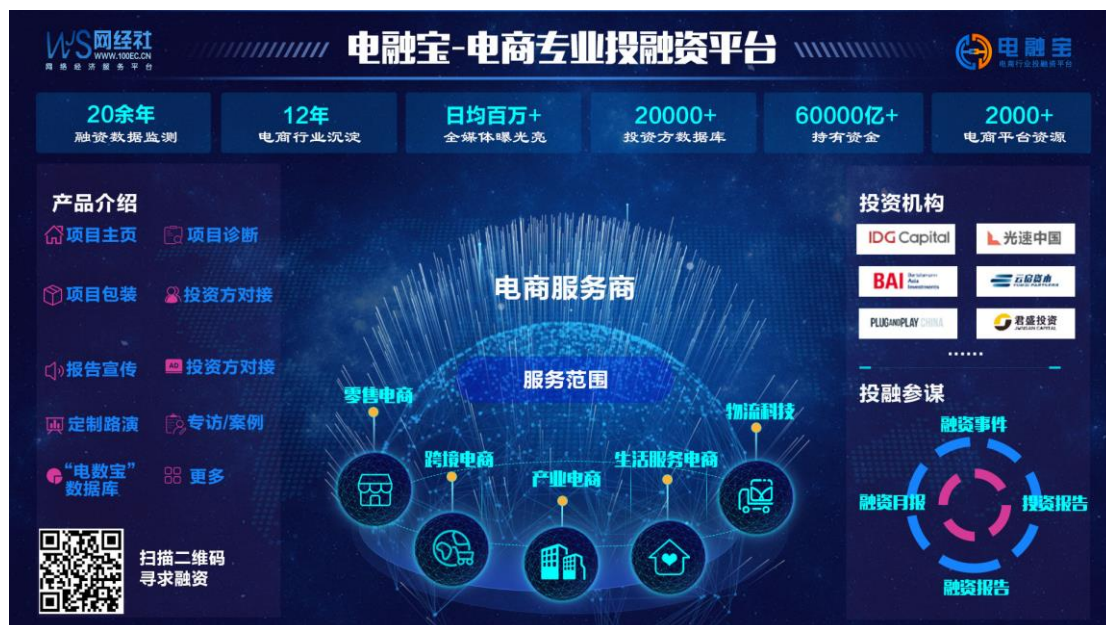 网经社
WWW.100EC.CN
网络经济服务平台
电融宝-电商专业投融资平台
电融宝
电商行业投融资平台
20余年
融资数据监测
12年
电商行业沉淀
日均百万+
全媒体曝光亮
20000+
投资方数据库
60000亿+
持有资金
2000+
电商平台资源
产品介绍
项目主页
项目诊断
项目包装
投资方对接
报告宣传
AD
投资方对接
定制路演
专访/案例
“电数宝”
数据库
更多
扫描二维码
寻求融资
电商服务商
服务范围
零售电商
跨境电商
产业电商
生活服务电商
物流科技
投资机构
IDG Capital
光速中国
BAI
云启资本
PLUGANDPLAY CHINA
君盛投资
......
投融参谋
融资事件
融资月报
投资报告
融资报告